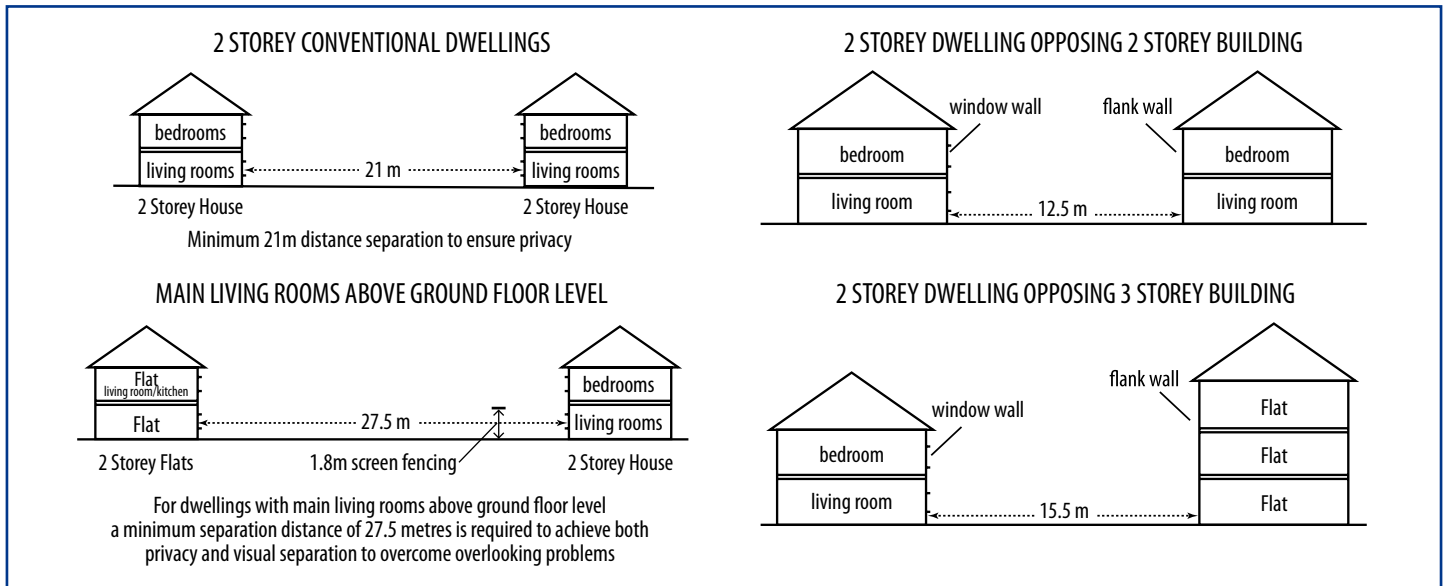 2 STOREY CONVENTIONAL DWELLINGS
bedrooms
living rooms
21 m
bedrooms
living rooms
2 Storey House
2 Storey House
Minimum 21m distance separation to ensure privacy
2 STOREY DWELLING OPPOSING 2 STOREY BUILDING
window wall
flank wall
bedroom
living room
12.5 m
bedroom
living room
MAIN LIVING ROOMS ABOVE GROUND FLOOR LEVEL
Flat
living room/kitchen
Flat
27.5 m
bedrooms
living rooms
2 Storey Flats
1.8m screen fencing
2 Storey House
For dwellings with main living rooms above ground floor level
a minimum separation distance of 27.5 metres is required to achieve both
privacy and visual separation to overcome overlooking problems
2 STOREY DWELLING OPPOSING 3 STOREY BUILDING
flank wall
window wall
bedroom
living room
15.5 m
Flat
Flat
Flat